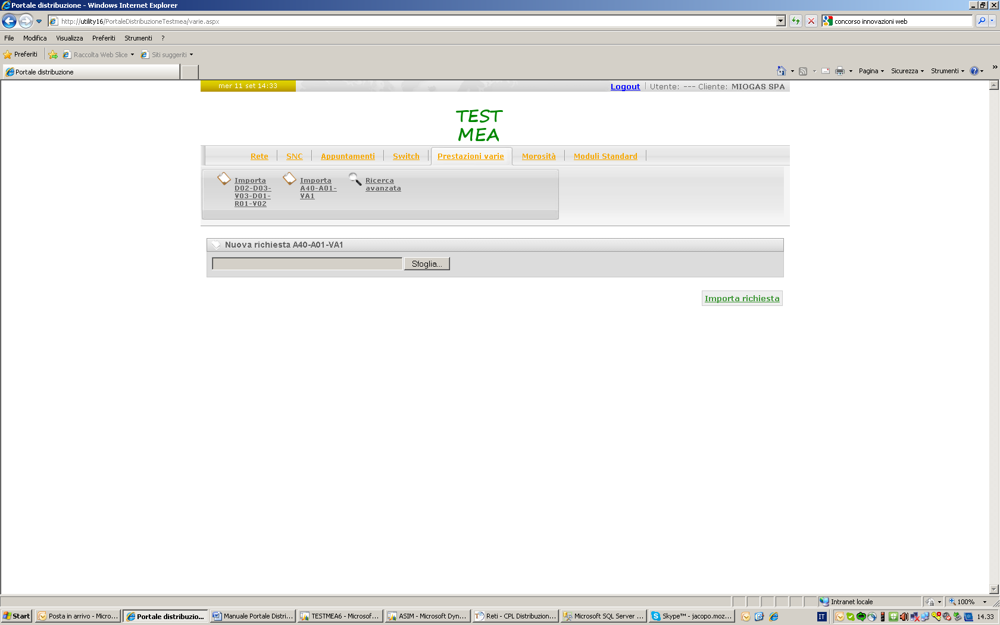 Portale distribuzione - Windows Internet Explorer
http://utility16/PortaleDistribuzioneTestmea/varie.aspx
concorso innovazioni web
File Modifica Visualizza Preferiti Strumenti ?
Preferiti Raccolta Web Slice Siti suggeriti
Portale distribuzione
Pagina Sicurezza Strumenti
mer 11 set 14:33
Logout Utente: --- Cliente: MIOGAS SPA
TEST
MEA
Rete SNC Appuntamenti Switch Prestazioni varie Morosità Moduli Standard
Importa
D02-D03-
V03-D01-
R01-V02
Importa
A40-A01-
VA1
Ricerca
avanzata
Nuova richiesta A40-A01-VA1
Sfoglia...
Importa richiesta
Intranet locale
100%
Start
Posta in arrivo - Micro...
Portale distribuzio...
Manuale Portale Distri...
TESTMEA6 - Microsof...
ASIM - Microsoft Dyn...
Reti - CPL Distribuzion...
Microsoft SQL Server ...
Skype™ - jacopo.moz...
IT
14.33